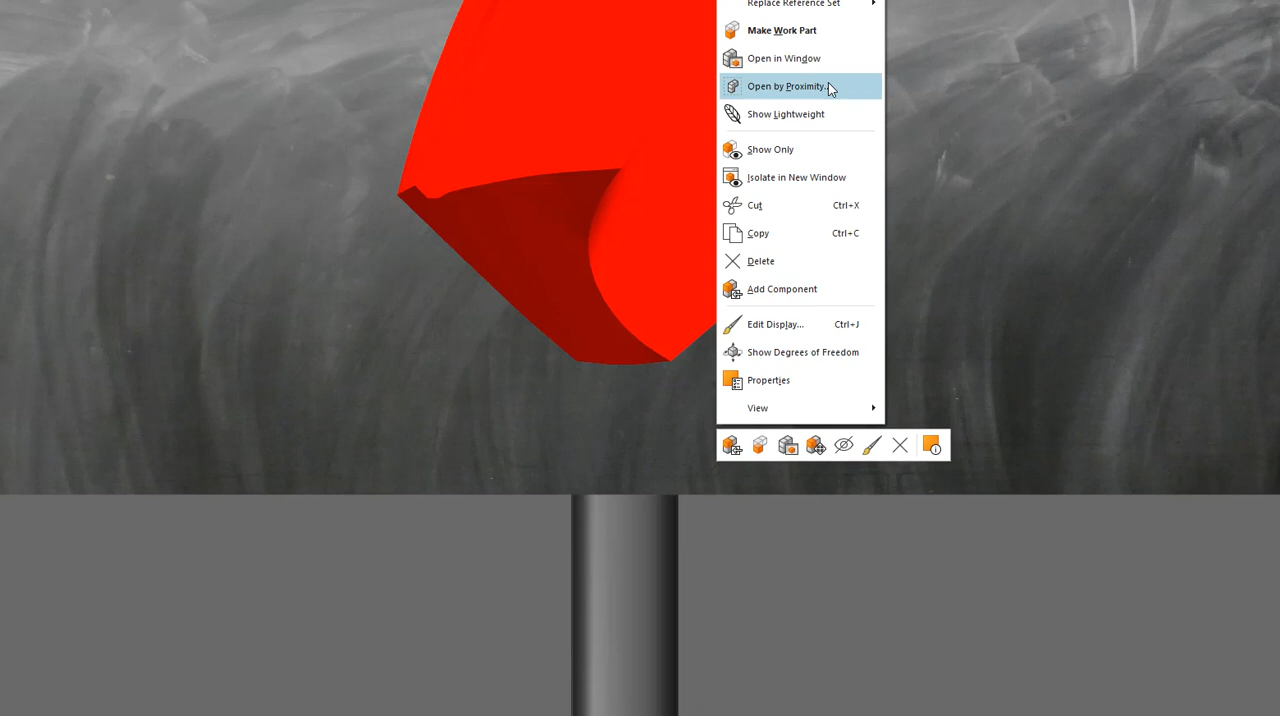 Replace Reference Set
Make Work Part
Open in Window
Open by Proximity...
Show Lightweight
Show Only
Isolate in New Window
Cut Ctrl+X
Copy Ctrl+C
Delete
Add Component
Edit Display... Ctrl+J
Show Degrees of Freedom
Properties
View